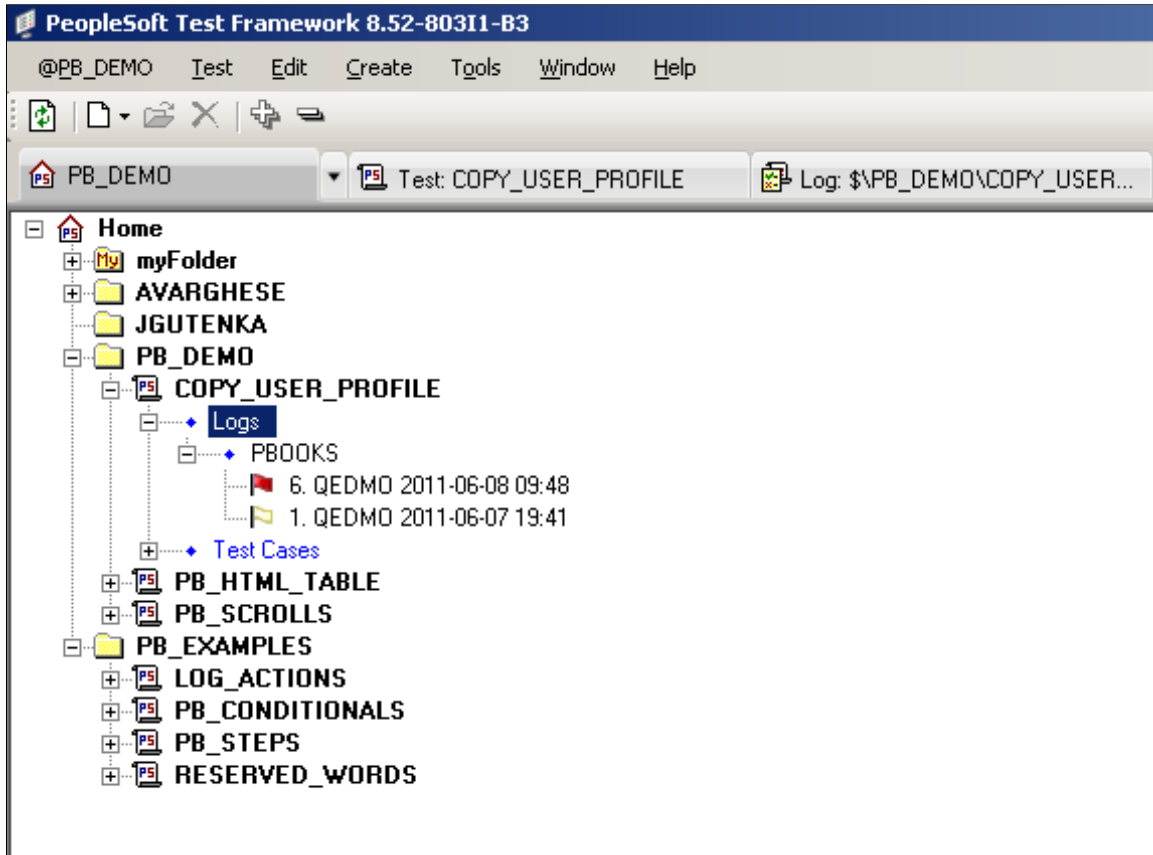 PeopleSoft Test Framework 8.52-803I1-B3
@PB_DEMO Test Edit Create Tools Window Help
PB_DEMO Test: COPY_USER_PROFILE Log: $\PB_DEMO\COPY_USER...
Home
myFolder
AVARGHESE
JGUTENKA
PB_DEMO
COPY_USER_PROFILE
Logs
PBOOKS
6. QEDMO 2011-06-08 09:48
1. QEDMO 2011-06-07 19:41
Test Cases
PB_HTML_TABLE
PB_SCROLLS
PB_EXAMPLES
LOG_ACTIONS
PB_CONDITIONALS
PB_STEPS
RESERVED_WORDS